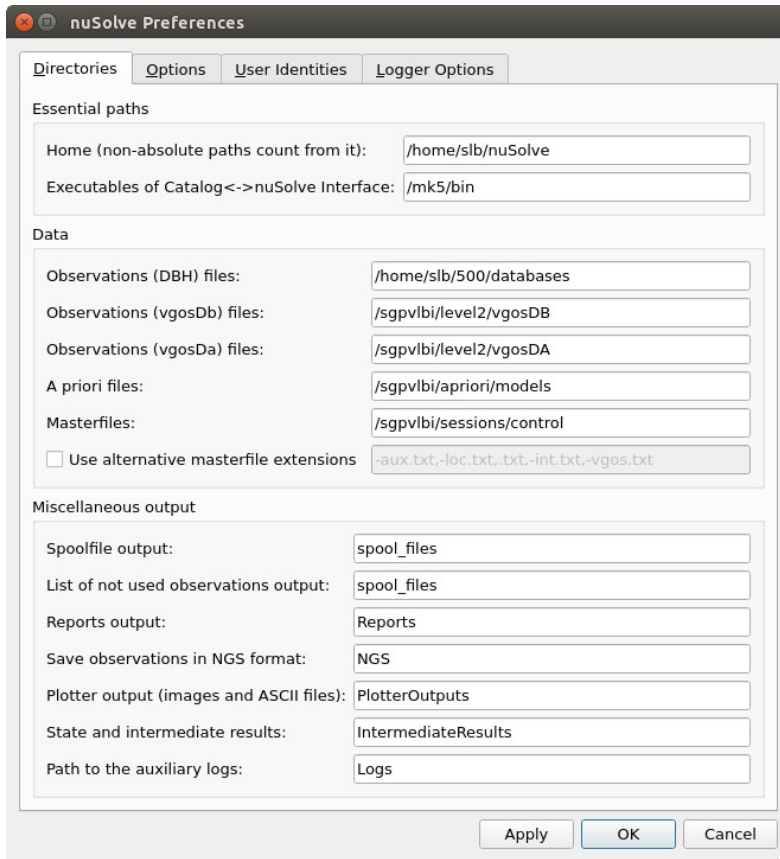 nuSolve Preferences
Directories Options User Identities Logger Options
Essential paths
Home (non-absolute paths count from it): /home/slb/nuSolve
Executables of Catalog<->nuSolve Interface: /mk5/bin
Data
Observations (DBH) files: /home/slb/500/databases
Observations (vgosDb) files: /sgpvlbi/level2/vgosDB
Observations (vgosDa) files: /sgpvlbi/level2/vgosDA
A priori files: /sgpvlbi/apriori/models
Masterfiles: /sgpvlbi/sessions/control
Use alternative masterfile extensions -aux.txt,-loc.txt,.txt,-int.txt,-vgos.txt
Miscellaneous output
Spoolfile output: spool_files
List of not used observations output: spool_files
Reports output: Reports
Save observations in NGS format: NGS
Plotter output (images and ASCII files): PlotterOutputs
State and intermediate results: IntermediateResults
Path to the auxiliary logs: Logs
Apply OK Cancel